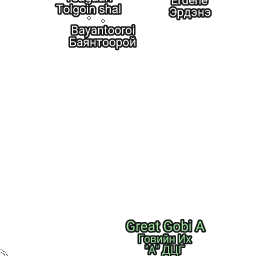 Tolgoin shal
Erdene
Эрдэнэ
Bayantooroi
Баянтоорой
Great Gobi A
Говийн Их
"А" ДЦГ